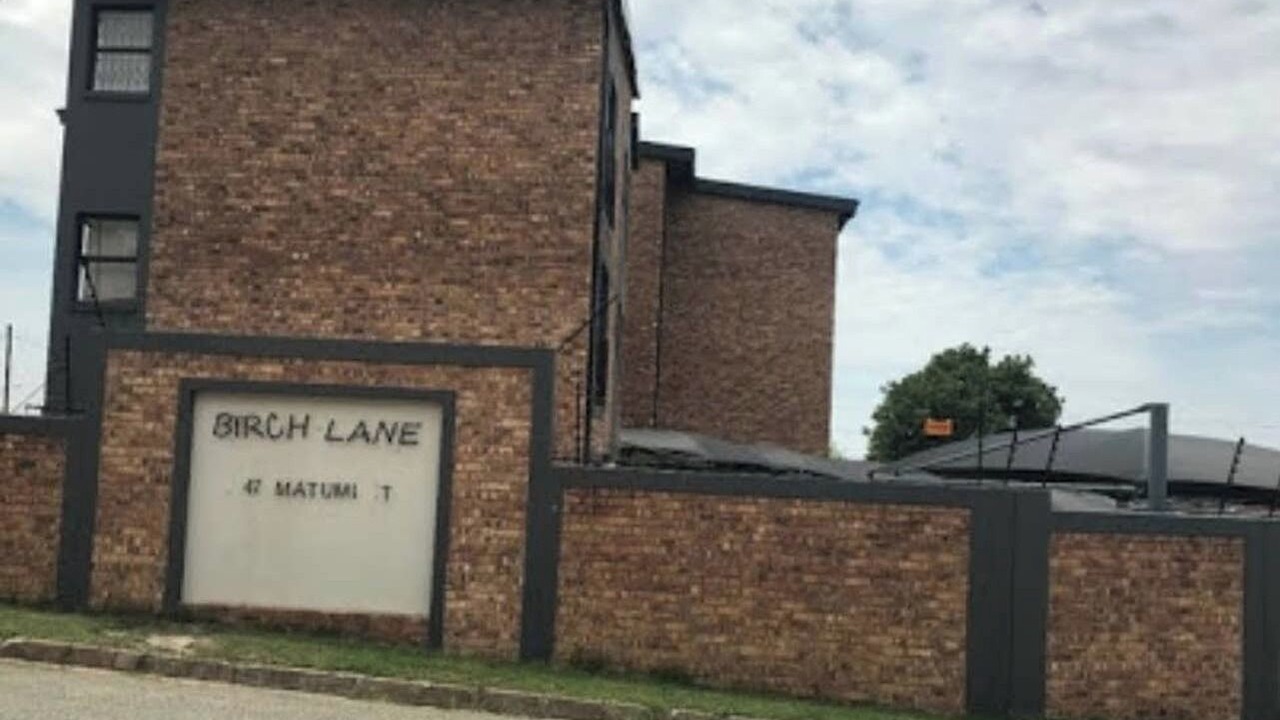 BIRCH LANE
47 MATUMI T